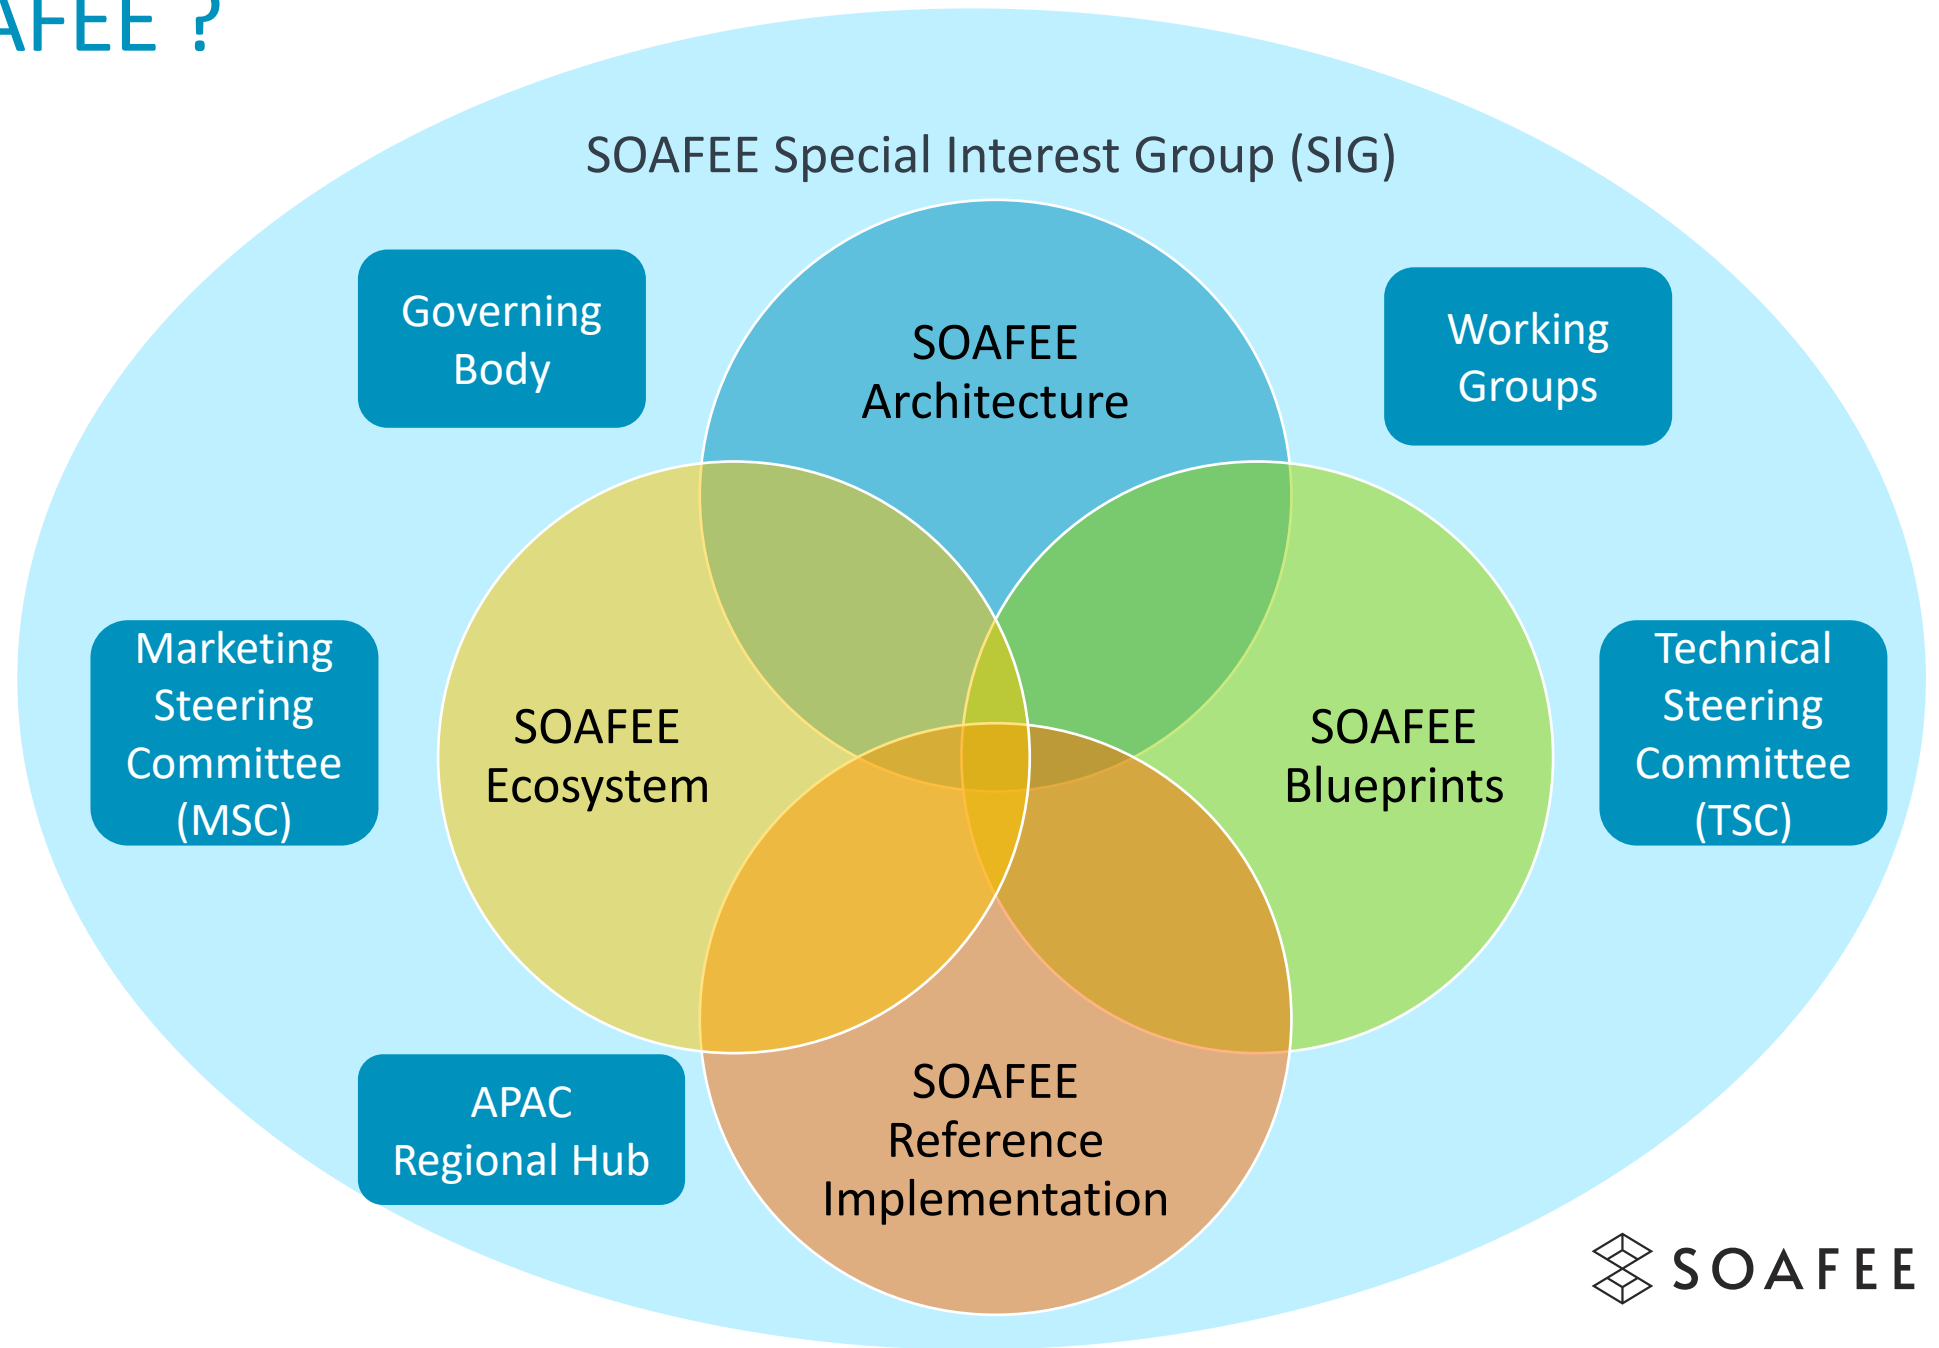 AFEE ?
SOAFEE Special Interest Group (SIG)
Governing
Body
SOAFEE
Architecture
Working
Groups
Marketing
Steering
Committee
(MSC)
SOAFEE
Ecosystem
SOAFEE
Blueprints
Technical
Steering
Committee
(TSC)
APAC
Regional Hub
SOAFEE
Reference
Implementation
SOAFEE